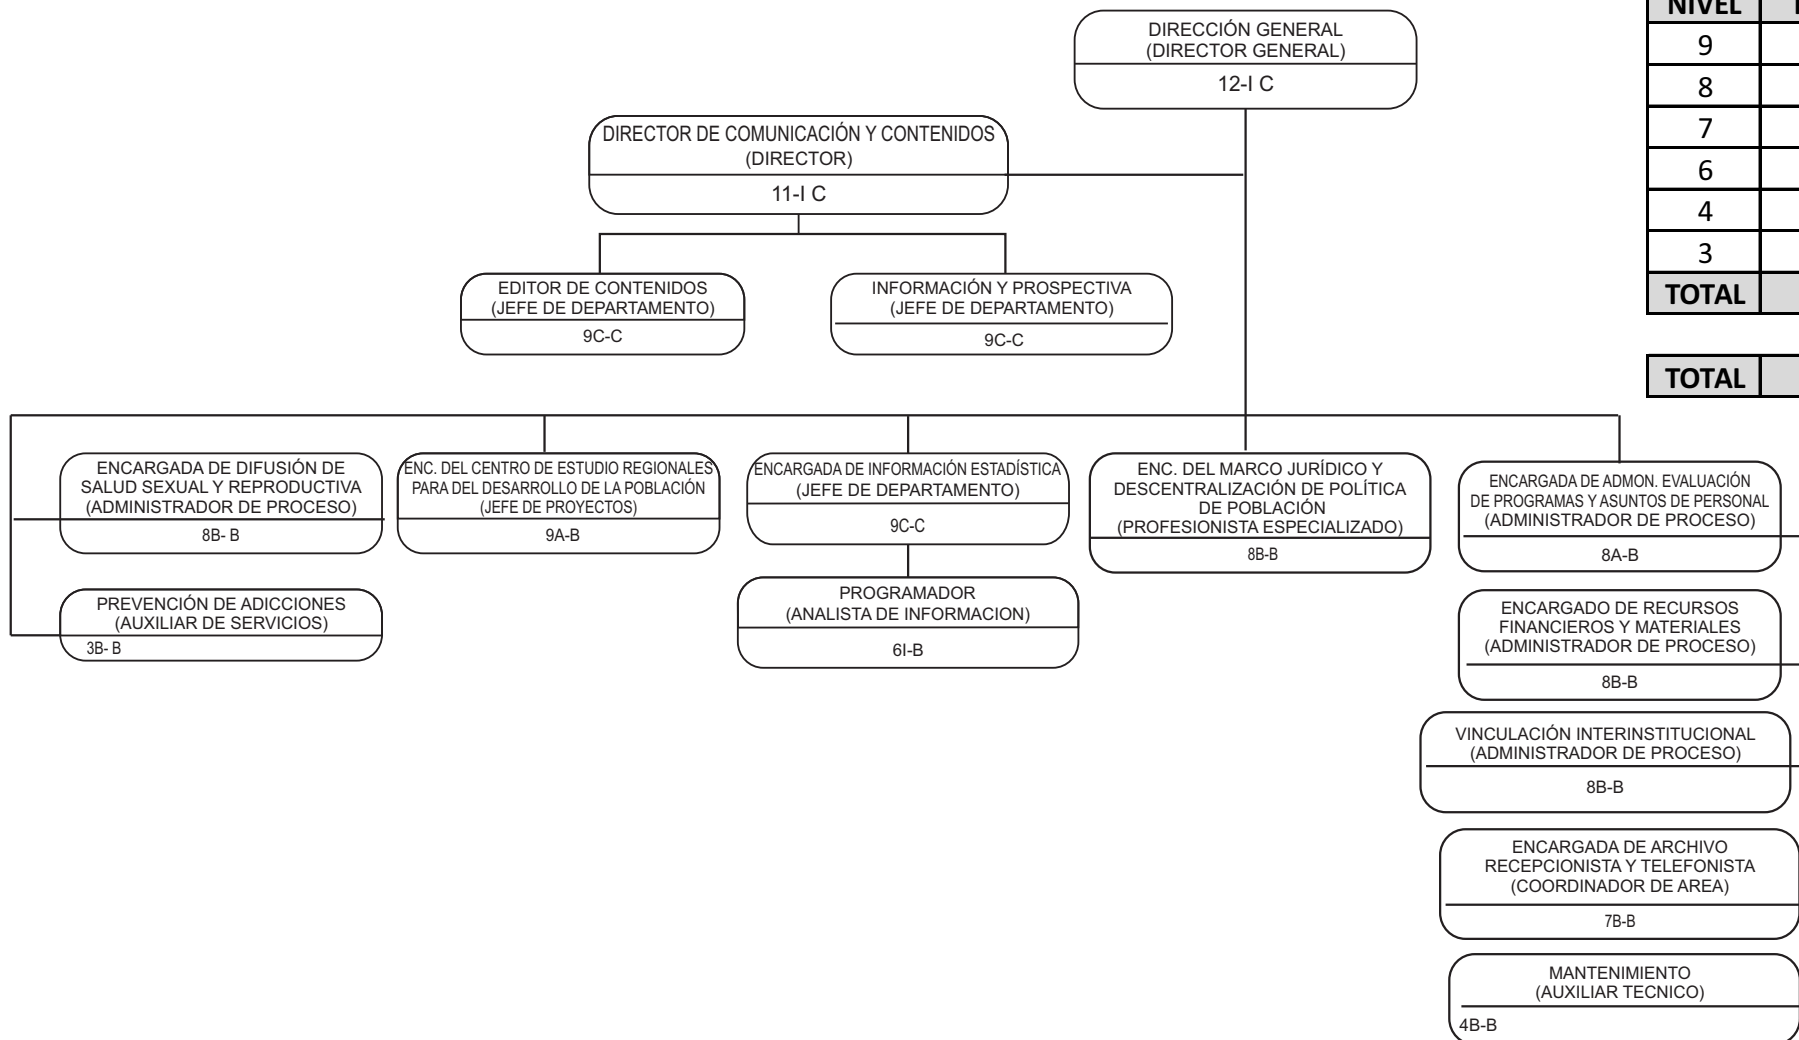 DIRECCIÓN GENERAL
(DIRECTOR GENERAL)
12-I C
DIRECTOR DE COMUNICACIÓN Y CONTENIDOS
(DIRECTOR)
11-I C
EDITOR DE CONTENIDOS
(JEFE DE DEPARTAMENTO)
9C-C
INFORMACIÓN Y PROSPECTIVA
(JEFE DE DEPARTAMENTO)
9C-C
NIVEL
9
8
7
6
4
3
TOTAL
TOTAL
ENCARGADA DE DIFUSIÓN DE
SALUD SEXUAL Y REPRODUCTIVA
(ADMINISTRADOR DE PROCESO)
8B- B
PREVENCIÓN DE ADICCIONES
(AUXILIAR DE SERVICIOS)
3B- B
ENC. DEL CENTRO DE ESTUDIO REGIONALES
PARA DEL DESARROLLO DE LA POBLACIÓN
(JEFE DE PROYECTOS)
9A-B
ENCARGADA DE INFORMACIÓN ESTADÍSTICA
(JEFE DE DEPARTAMENTO)
9C-C
PROGRAMADOR
(ANALISTA DE INFORMACION)
6I-B
ENC. DEL MARCO JURÍDICO Y
DESCENTRALIZACIÓN DE POLÍTICA
DE POBLACIÓN
(PROFESIONISTA ESPECIALIZADO)
8B-B
ENCARGADA DE ADMON. EVALUACIÓN
DE PROGRAMAS Y ASUNTOS DE PERSONAL
(ADMINISTRADOR DE PROCESO)
8A-B
ENCARGADO DE RECURSOS
FINANCIEROS Y MATERIALES
(ADMINISTRADOR DE PROCESO)
8B-B
VINCULACIÓN INTERINSTITUCIONAL
(ADMINISTRADOR DE PROCESO)
8B-B
ENCARGADA DE ARCHIVO
RECEPCIONISTA Y TELEFONISTA
(COORDINADOR DE AREA)
7B-B
MANTENIMIENTO
(AUXILIAR TECNICO)
4B-B